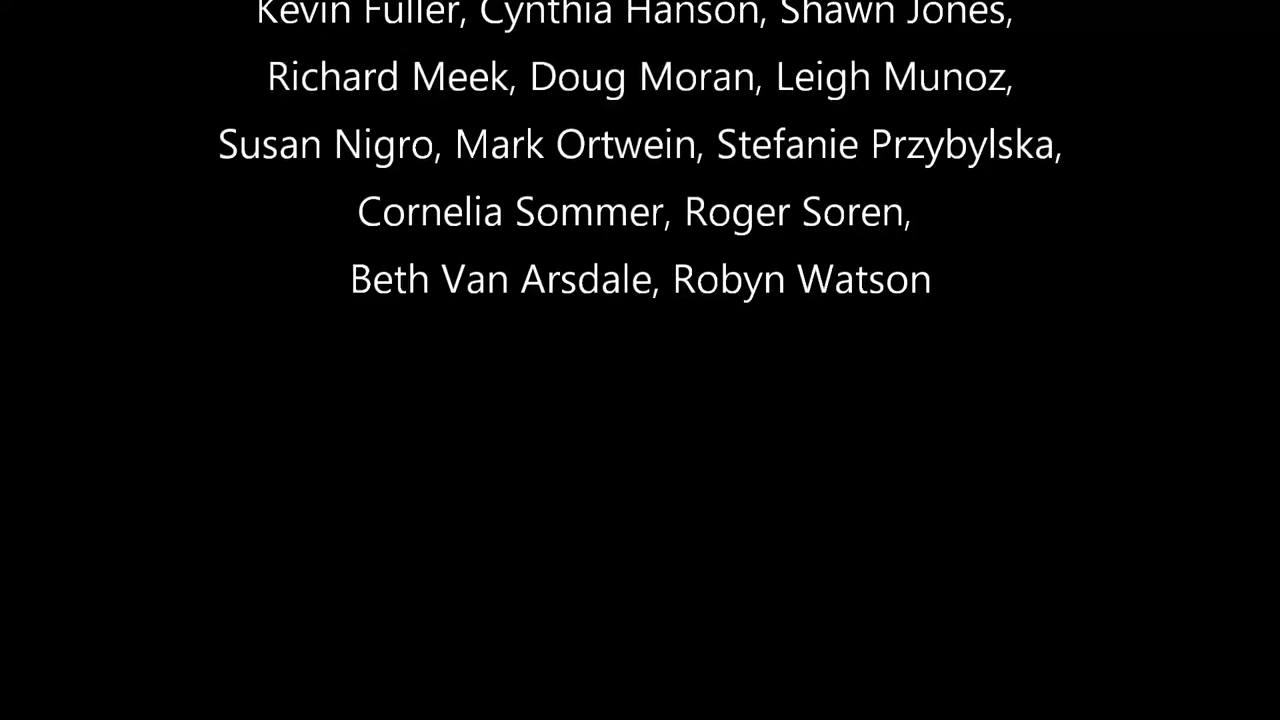 Kevin Fuller, Cynthia Hanson, Shawn Jones,
Richard Meek, Doug Moran, Leigh Munoz,
Susan Nigro, Mark Ortwein, Stefanie Przybylska,
Cornelia Sommer, Roger Soren,
Beth Van Arsdale, Robyn Watson